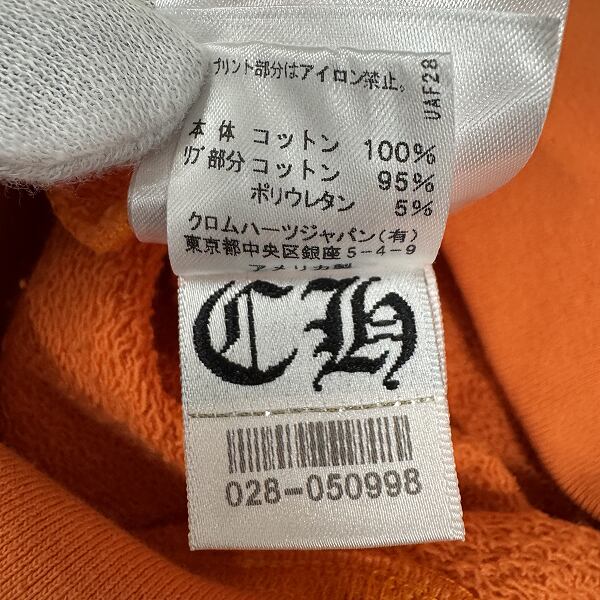 プリント部分はアイロン禁止。
UAF28
本体 コットン 100%
リブ部分 コットン 95%
ポリウレタン 5%
クロムハーツジャパン(有)
東京都中央区銀座5-4-9
アメリカ製
CH
028-050998